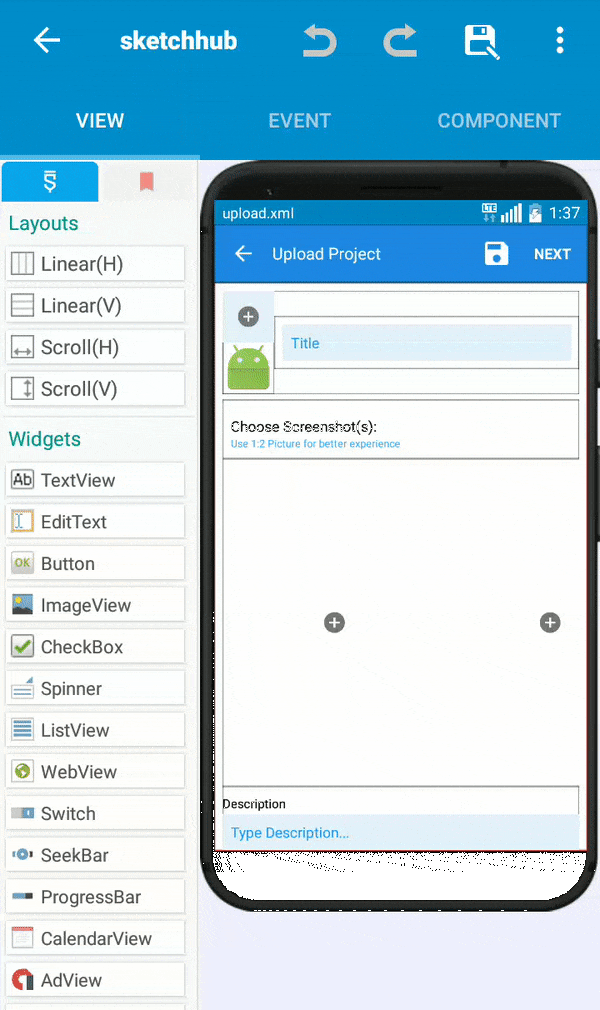 sketchhub
VIEW
EVENT
COMPONENT
Layouts
Linear(H)
Linear(V)
Scroll(H)
Scroll(V)
Widgets
Ab TextView
EditText
OK Button
ImageView
CheckBox
Spinner
ListView
WebView
Switch
SeekBar
ProgressBar
CalendarView
AdView
upload.xml
LTE 1:37
Upload Project
NEXT
Title
Choose Screenshot(s):
Use 1:2 Picture for better experience
Description
Type Description...